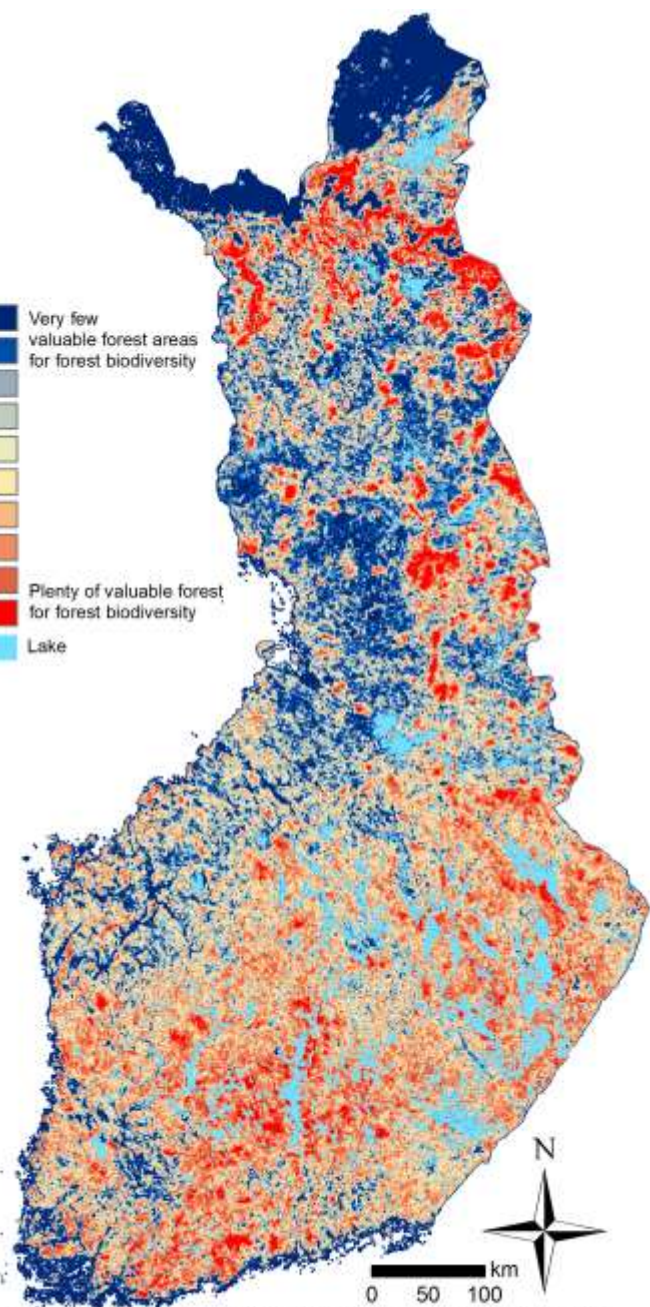 Very few
valuable forest areas
for forest biodiversity
Plenty of valuable forest
for forest biodiversity
Lake
N
km
0 50 100